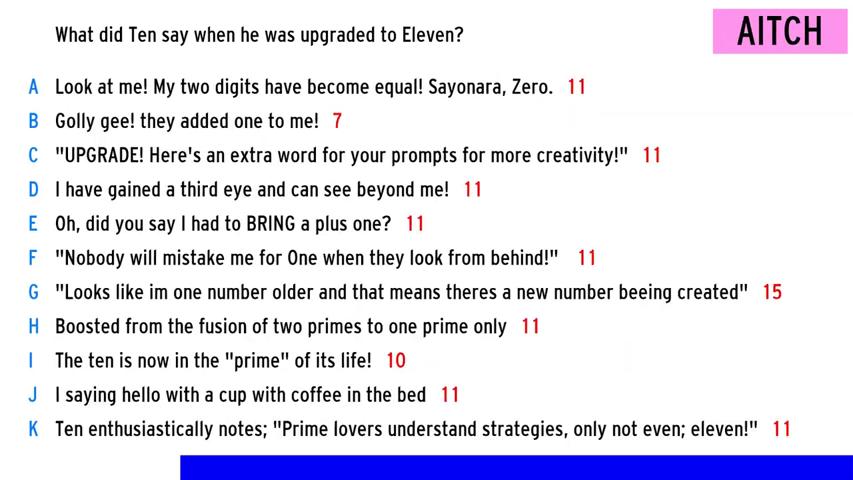 What did Ten say when he was upgraded to Eleven?
AITCH
A Look at me! My two digits have become equal! Sayonara, Zero. 11
B Golly gee! they added one to me! 7
C "UPGRADE! Here's an extra word for your prompts for more creativity!" 11
D I have gained a third eye and can see beyond me! 11
E Oh, did you say I had to BRING a plus one? 11
F "Nobody will mistake me for One when they look from behind!" 11
G "Looks like im one number older and that means theres a new number beeing created" 15
H Boosted from the fusion of two primes to one prime only 11
I The ten is now in the "prime" of its life! 10
J I saying hello with a cup with coffee in the bed 11
K Ten enthusiastically notes; "Prime lovers understand strategies, only not even; eleven!" 11